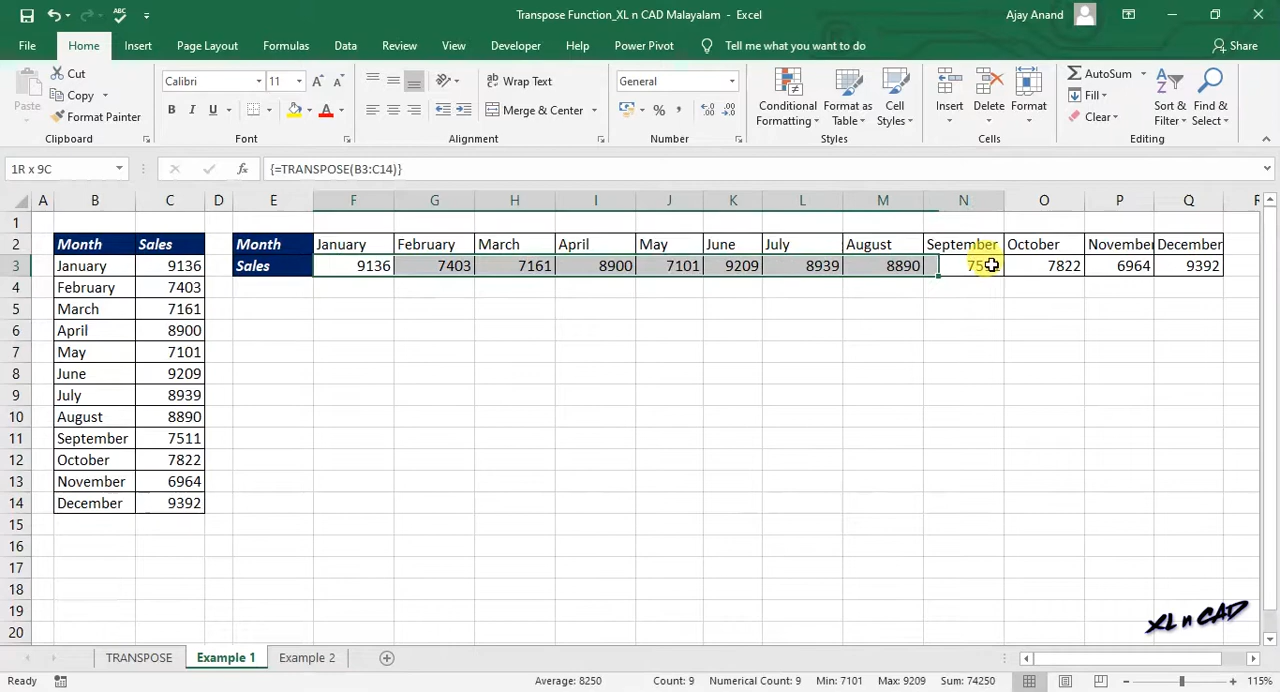 Transpose Function_XL n CAD Malayalam - Excel
Ajay Anand
File Home Insert Page Layout Formulas Data Review View Developer Help Power Pivot Tell me what you want to do Share
Paste Cut Copy Format Painter Clipboard
Calibri 11 A A B I U A Font
Wrap Text Merge & Center Alignment
General % , Number
Conditional Formatting Format as Table Cell Styles Styles
Insert Delete Format Cells
AutoSum Fill Clear Sort & Filter Find & Select Editing
1R x 9C fx {=TRANSPOSE(B3:C14)}
A B C D E F G H I J K L M N O P Q R
1
2 Month Sales Month January February March April May June July August September October November December
3 January 9136 Sales 9136 7403 7161 8900 7101 9209 8939 8890 7822 6964 9392
4 February 7403
5 March 7161
6 April 8900
7 May 7101
8 June 9209
9 July 8939
10 August 8890
11 September 7511
12 October 7822
13 November 6964
14 December 9392
15
16
17
18
19
20
XL n CAD
TRANSPOSE Example 1 Example 2
Ready Average: 8250 Count: 9 Numerical Count: 9 Min: 7101 Max: 9209 Sum: 74250 115%